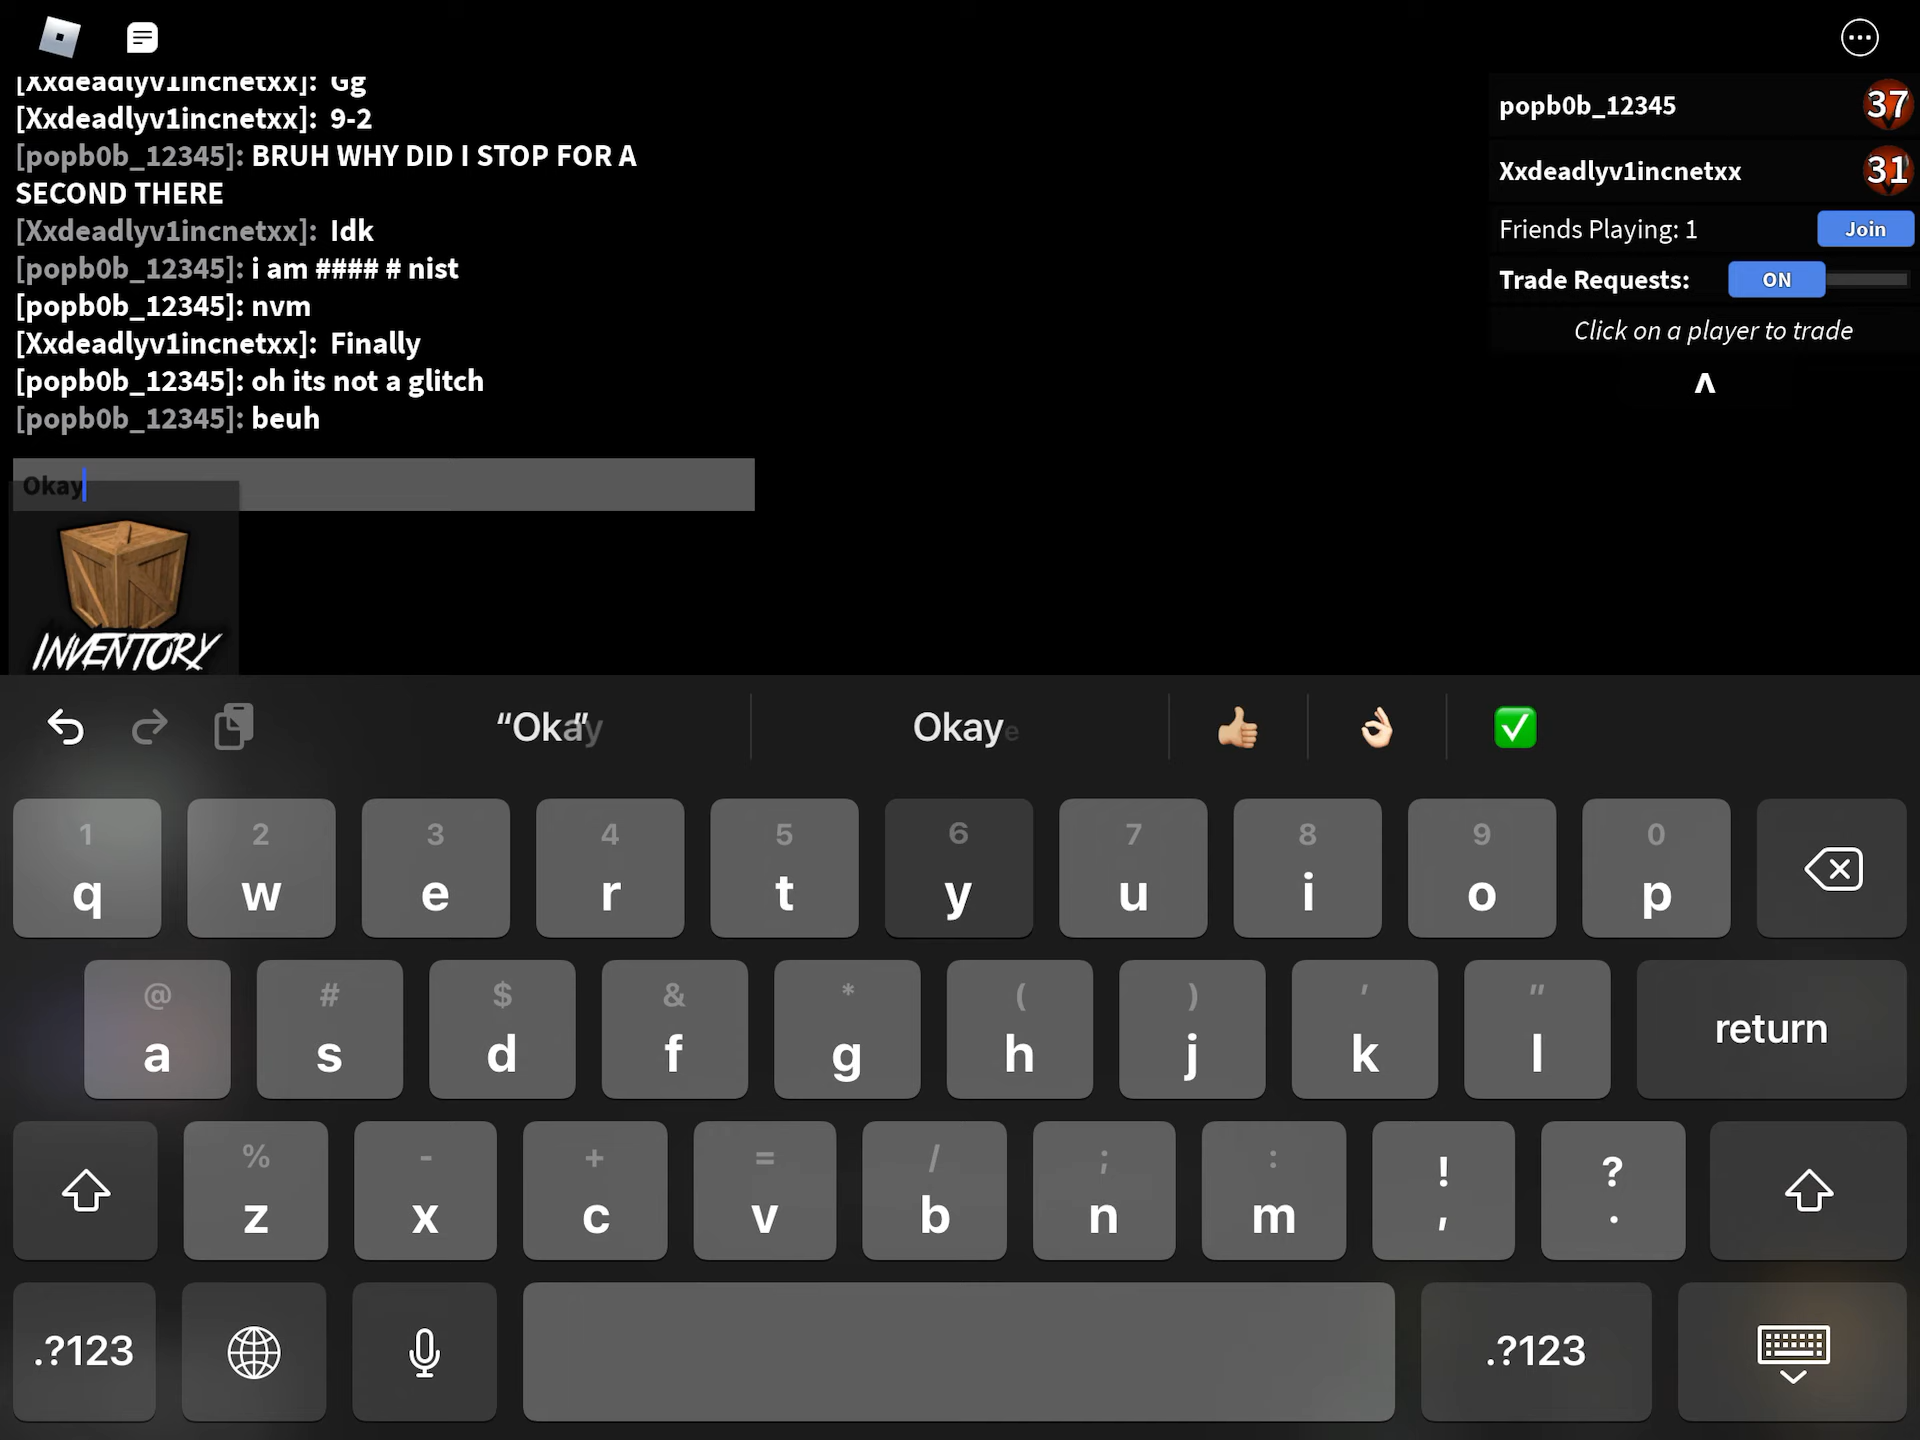 [Xxdeadlyv1incnetxx]: Gg
[Xxdeadlyv1incnetxx]: 9-2
[popb0b_12345]: BRUH WHY DID I STOP FOR A
SECOND THERE
[Xxdeadlyv1incnetxx]: Idk
[popb0b_12345]: i am #### # nist
[popb0b_12345]: nvm
[Xxdeadlyv1incnetxx]: Finally
[popb0b_12345]: oh its not a glitch
[popb0b_12345]: beuh
Okay
INVENTORY
popb0b_12345 37
Xxdeadlyv1incnetxx 31
Friends Playing: 1 Join
Trade Requests: ON
Click on a player to trade
“Oka” Okay
1 2 3 4 5 6 7 8 9 0
q w e r t y u i o p
@ # $ & * ( ) ' "
a s d f g h j k l return
% - + = / ; : ! ?
z x c v b n m , .
.?123 .?123